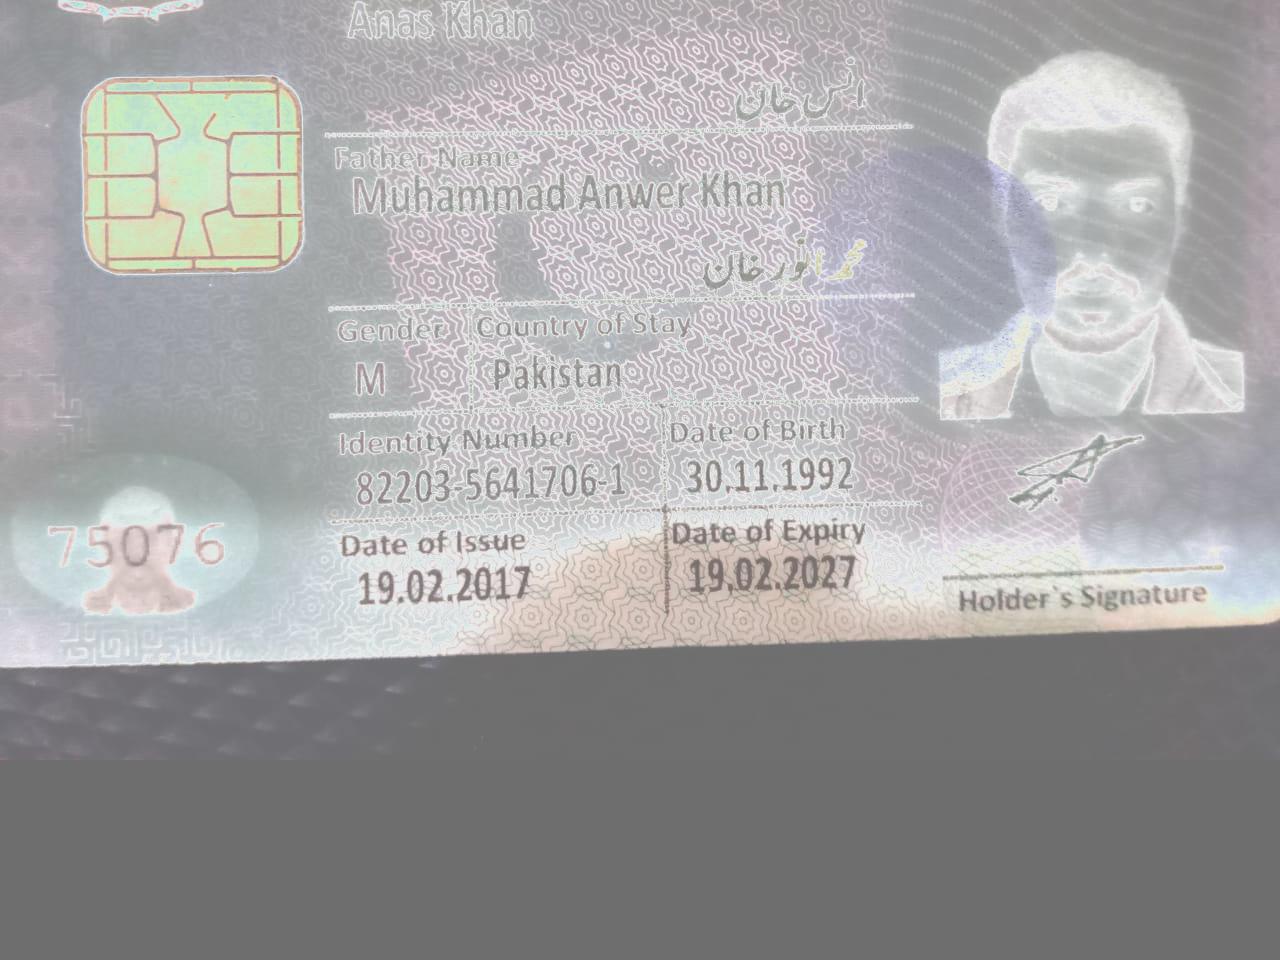 Anas Khan
انس خان
Father Name
Muhammad Anwer Khan
محمد انور خان
Gender Country of Stay
M Pakistan
Identity Number Date of Birth
82203-5641706-1 30.11.1992
75076
Date of Issue Date of Expiry
19.02.2017 19.02.2027
Holder`s Signature